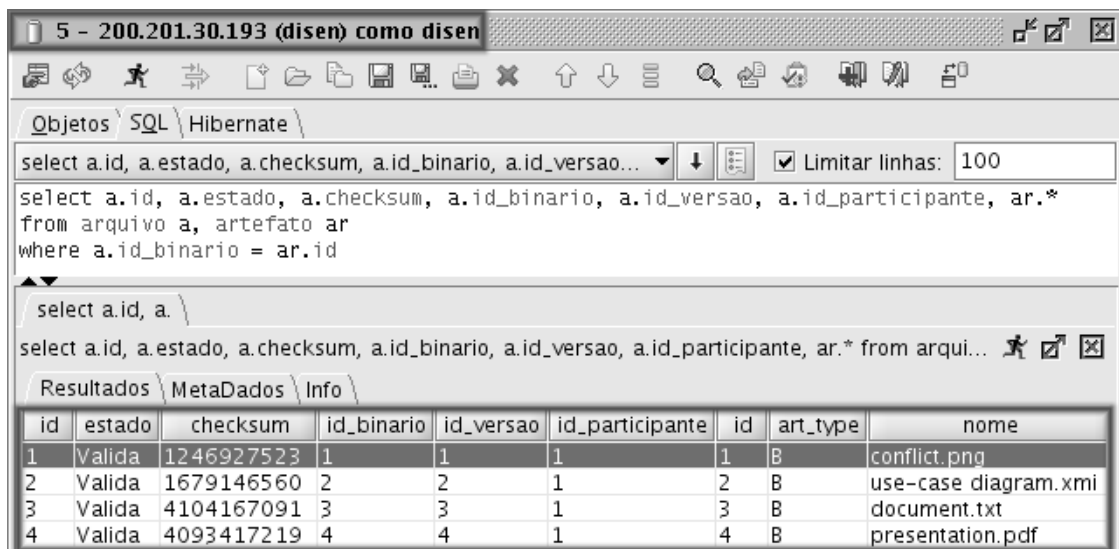 5 - 200.201.30.193 (disen) como disen
Objetos SQL Hibernate
select a.id, a.estado, a.checksum, a.id_binario, a.id_versao... Limitar linhas: 100
select a.id, a.estado, a.checksum, a.id_binario, a.id_versao, a.id_participante, ar.*
from arquivo a, artefato ar
where a.id_binario = ar.id
select a.id, a.
select a.id, a.estado, a.checksum, a.id_binario, a.id_versao, a.id_participante, ar.* from arqui...
Resultados MetaDados Info
id estado checksum id_binario id_versao id_participante id art_type nome
1 Valida 1246927523 1 1 1 1 B conflict.png
2 Valida 1679146560 2 2 1 2 B use-case diagram.xmi
3 Valida 4104167091 3 3 1 3 B document.txt
4 Valida 4093417219 4 4 1 4 B presentation.pdf